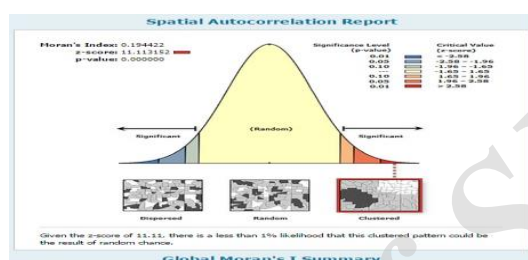 Spatial Autocorrelation Report
Moran's Index: 0.194422
z-score: 11.113152
p-value: 0.000000
Significance Level (p-value)
Critical Value (z-score)
0.01 < -2.58
0.05 -2.58 - -1.96
0.10 -1.96 - -1.65
--- -1.65 - 1.65
0.10 1.65 - 1.96
0.05 1.96 - 2.58
0.01 > 2.58
Significant
(Random)
Significant
Dispersed
Random
Clustered
Given the z-score of 11.11, there is a less than 1% likelihood that this clustered pattern could be
the result of random chance.
Global Moran's I Summary